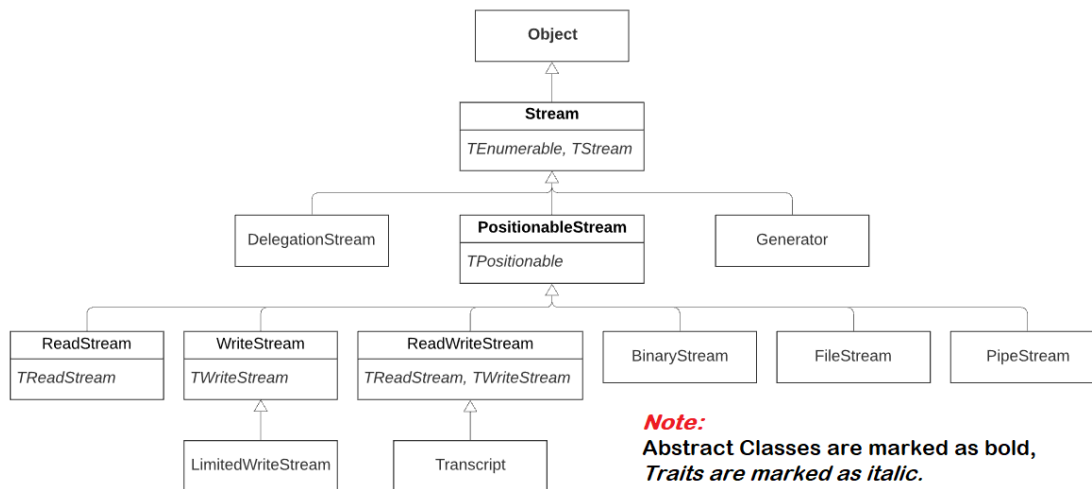 Object
Stream
TEnumerable, TStream
DelegationStream
PositionableStream
TPositionable
Generator
ReadStream
TReadStream
WriteStream
TWriteStream
ReadWriteStream
TReadStream, TWriteStream
BinaryStream
FileStream
PipeStream
LimitedWriteStream
Transcript
Note:
Abstract Classes are marked as bold,
Traits are marked as italic.